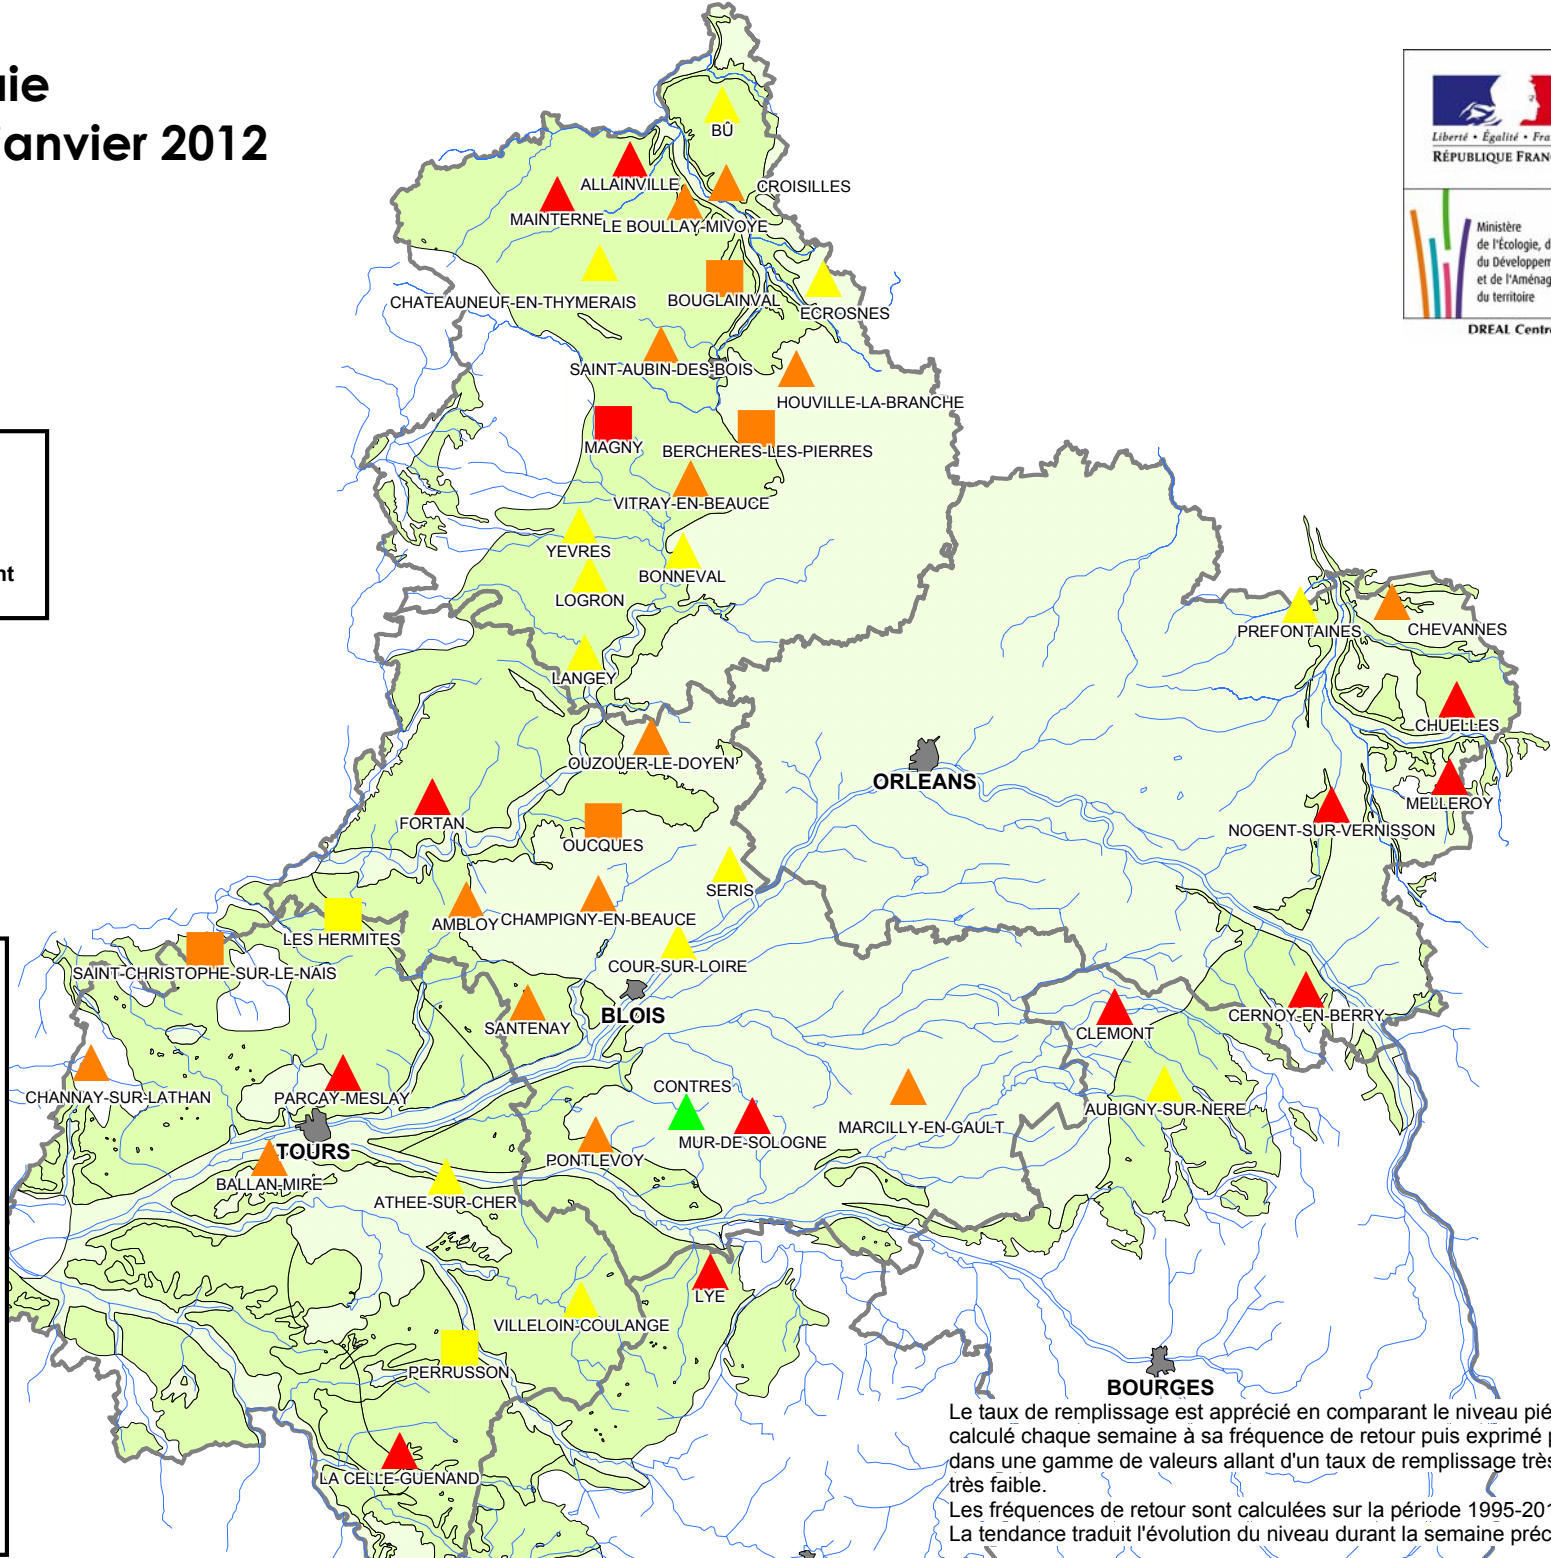 janvier 2012
Liberté • Égalité • Fra
RÉPUBLIQUE FRAN
Ministère
de l'Écologie, d
du Développem
et de l'Aménag
du territoire
DREAL Centr
BÛ
ALLAINVILLE
CROISILLES
MAINTERNE
LE BOULLAY-MIVOYE
CHATEAUNEUF-EN-THYMERAIS
BOUGLAINVAL
ECROSNES
SAINT-AUBIN-DES-BOIS
HOUVILLE-LA-BRANCHE
MAGNY
BERCHERES-LES-PIERRES
VITRAY-EN-BEAUCE
YEVRES
BONNEVAL
LOGRON
nt
PREFONTAINES
CHEVANNES
LANGEY
CHUELLES
OUZOUER-LE-DOYEN
ORLEANS
MELLEROY
FORTAN
NOGENT-SUR-VERNISSON
OUCQUES
SERIS
AMBLOY
CHAMPIGNY-EN-BEAUCE
LES HERMITES
COUR-SUR-LOIRE
SAINT-CHRISTOPHE-SUR-LE-NAIS
BLOIS
CERNOY-EN-BERRY
SANTENAY
CLEMONT
CONTRES
CHANNAY-SUR-LATHAN
PARCAY-MESLAY
AUBIGNY-SUR-NERE
MARCILLY-EN-GAULT
MUR-DE-SOLOGNE
TOURS
PONTLEVOY
BALLAN-MIRE
ATHEE-SUR-CHER
LYE
VILLELOIN-COULANGE
PERRUSSON
BOURGES
LA CELLE-GUENAND
Le taux de remplissage est apprécié en comparant le niveau pié
calculé chaque semaine à sa fréquence de retour puis exprimé p
dans une gamme de valeurs allant d'un taux de remplissage très
très faible.
Les fréquences de retour sont calculées sur la période 1995-201
La tendance traduit l'évolution du niveau durant la semaine préc